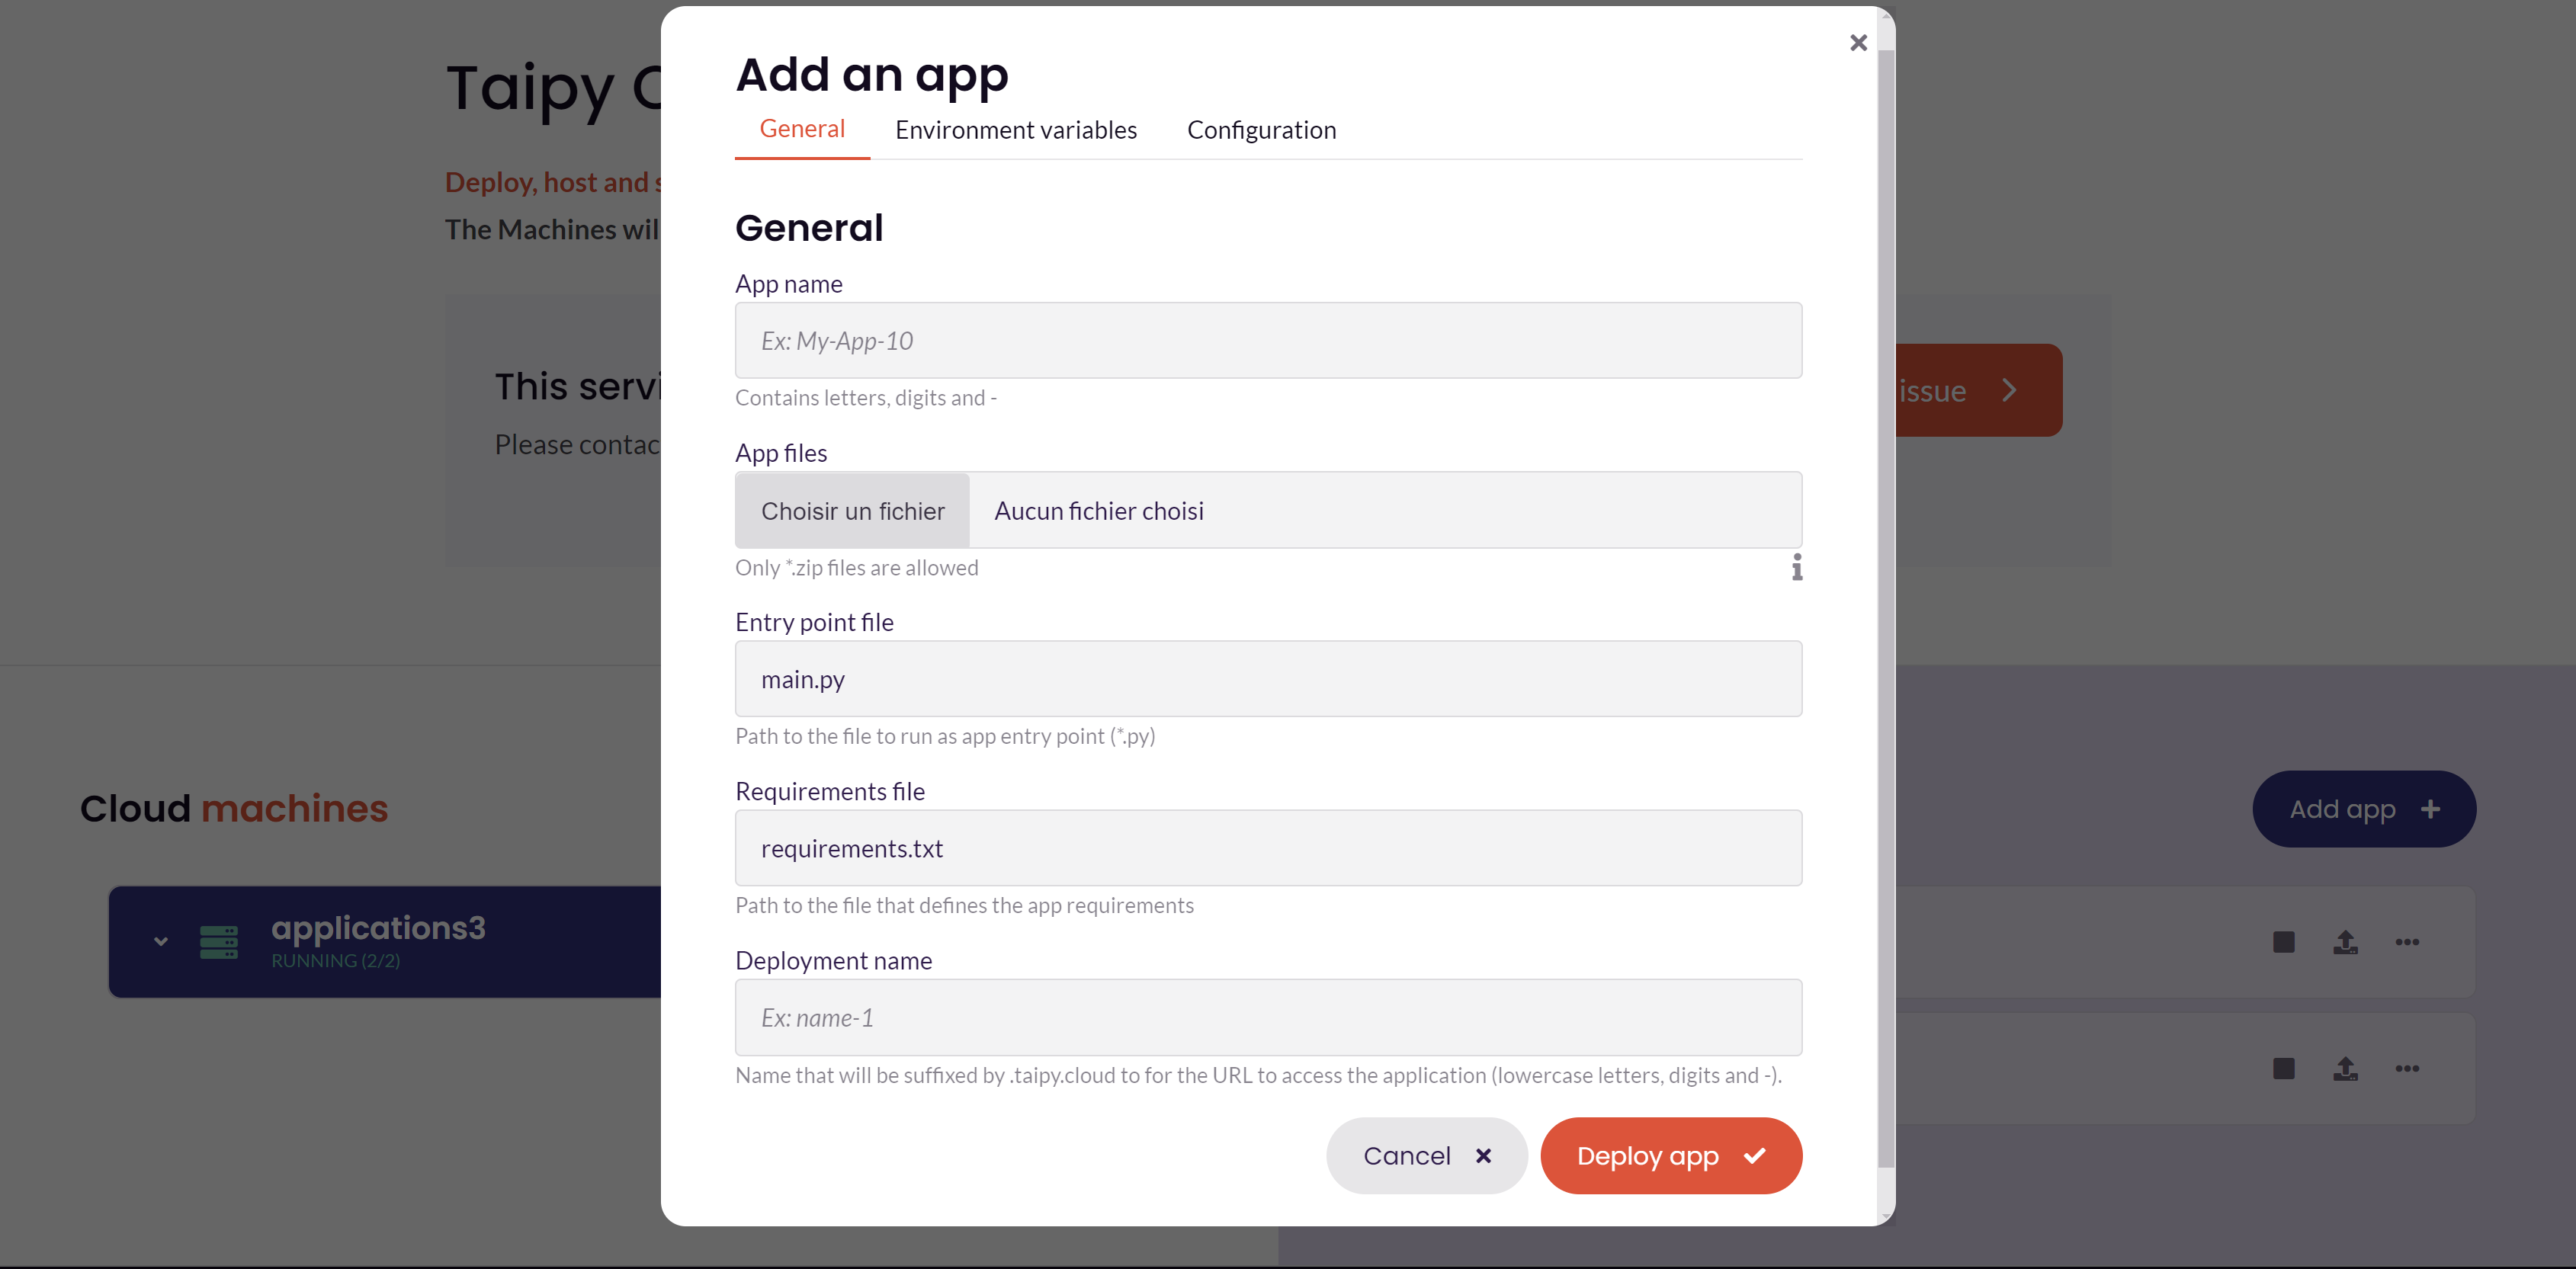 Taipy C
Deploy, host and s
The Machines wil
This servi
Please contac
issue
Cloud machines
applications3
RUNNING (2/2)
Add app
Add an app
General Environment variables Configuration
General
App name
Ex: My-App-10
Contains letters, digits and -
App files
Choisir un fichier Aucun fichier choisi
Only *.zip files are allowed
Entry point file
main.py
Path to the file to run as app entry point (*.py)
Requirements file
requirements.txt
Path to the file that defines the app requirements
Deployment name
Ex: name-1
Name that will be suffixed by .taipy.cloud to for the URL to access the application (lowercase letters, digits and -).
Cancel Deploy app